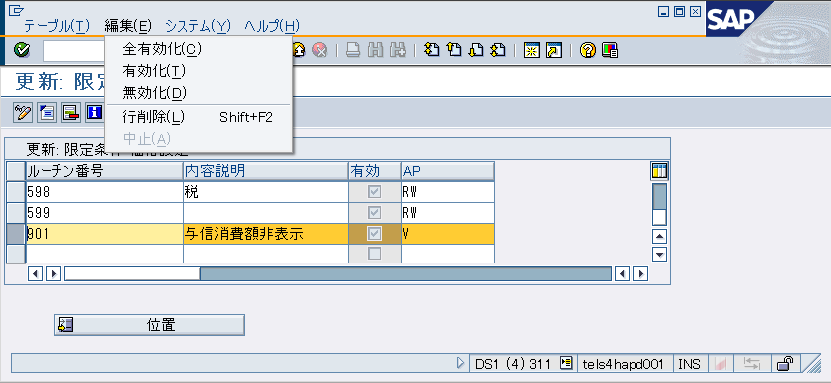 テーブル(T) 編集(E) システム(Y) ヘルプ(H)
SAP
全有効化(C)
有効化(T)
無効化(D)
行削除(L) Shift+F2
中止(A)
更新: 限定
更新: 限定条件
ルーチン番号 内容説明 有効 AP
598 税 RW
599 RW
901 与信消費額非表示 V
位置
DS1 (4) 311 tels4hapd001 INS